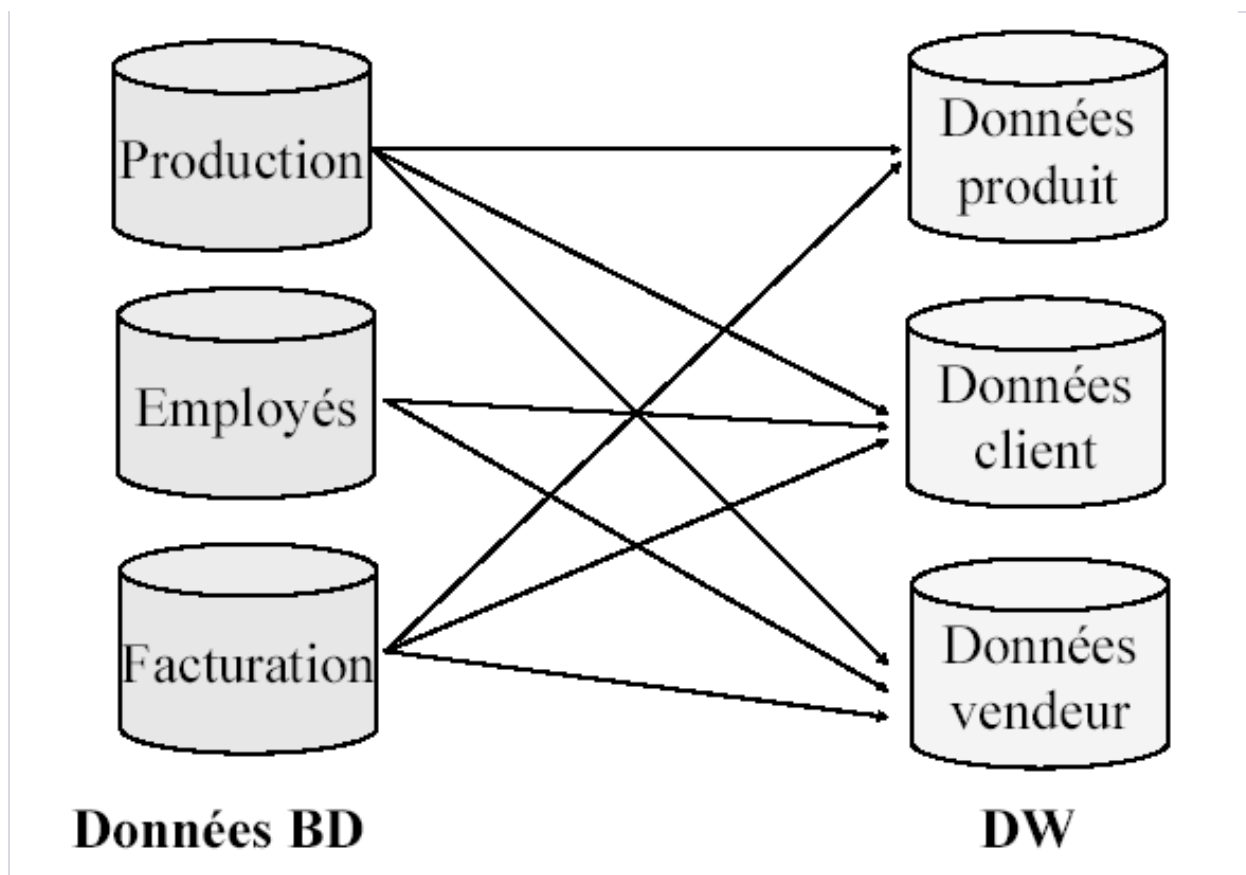 Production
Données
produit
Employés
Données
client
Facturation
Données
vendeur
Données BD
DW